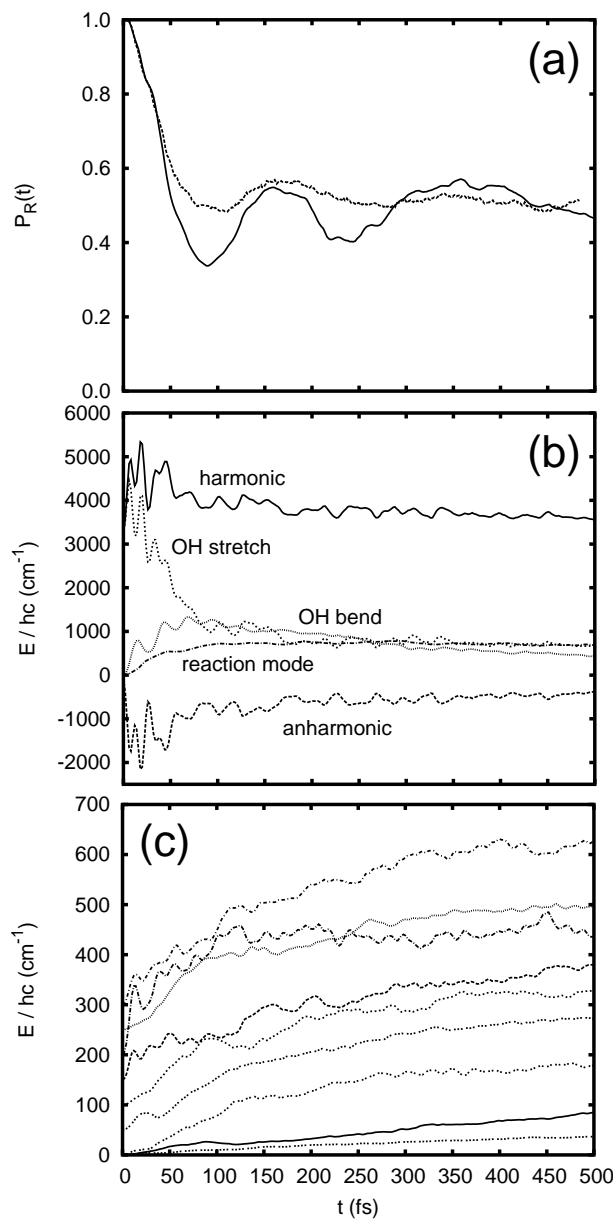 (a)
P_R(t)
1.0
0.8
0.6
0.4
0.2
0.0
(b)
E / hc (cm⁻¹)
6000
5000
4000
3000
2000
1000
0
-1000
-2000
harmonic
OH stretch
OH bend
reaction mode
anharmonic
(c)
E / hc (cm⁻¹)
700
600
500
400
300
200
100
0
0 50 100 150 200 250 300 350 400 450 500
t (fs)